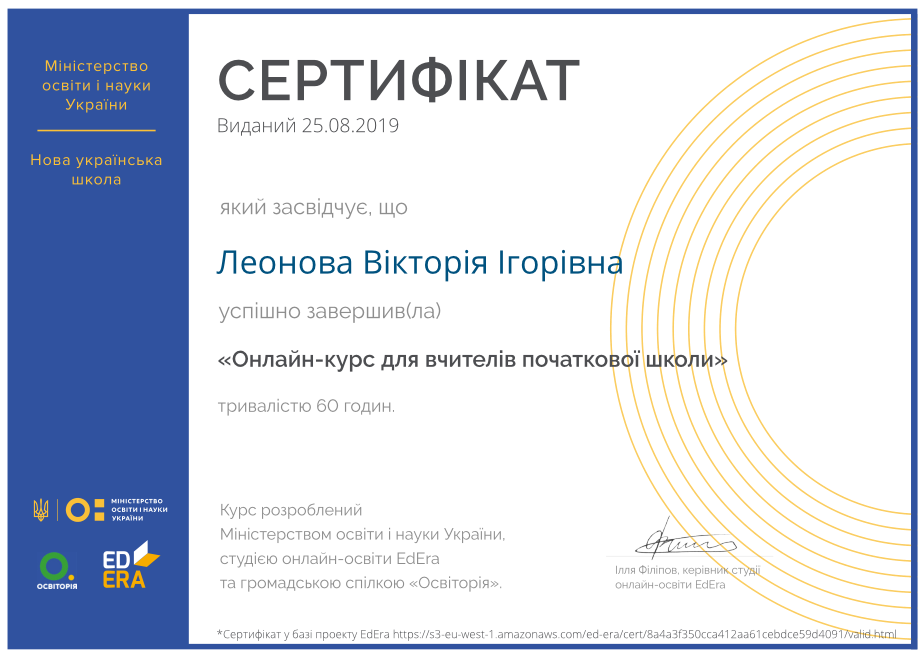 Міністерство
освіти і науки
України
Нова українська
школа
СЕРТИФІКАТ
Виданий 25.08.2019
який засвідчує, що
Леонова Вікторія Ігорівна
успішно завершив(ла)
«Онлайн-курс для вчителів початкової школи»
тривалістю 60 годин.
МІНІСТЕРСТВО
ОСВІТИ І НАУКИ
УКРАЇНИ
ОСВІТОРІЯ
ED
ERA
Курс розроблений
Міністерством освіти і науки України,
студією онлайн-освіти EdEra
та громадською спілкою «Освіторія».
Ілля Філіпов, керівник студії
онлайн-освіти EdEra
*Сертифікат у базі проекту EdEra https://s3-eu-west-1.amazonaws.com/ed-era/cert/8a4a3f350cca412aa61cebdce59d4091/valid.html